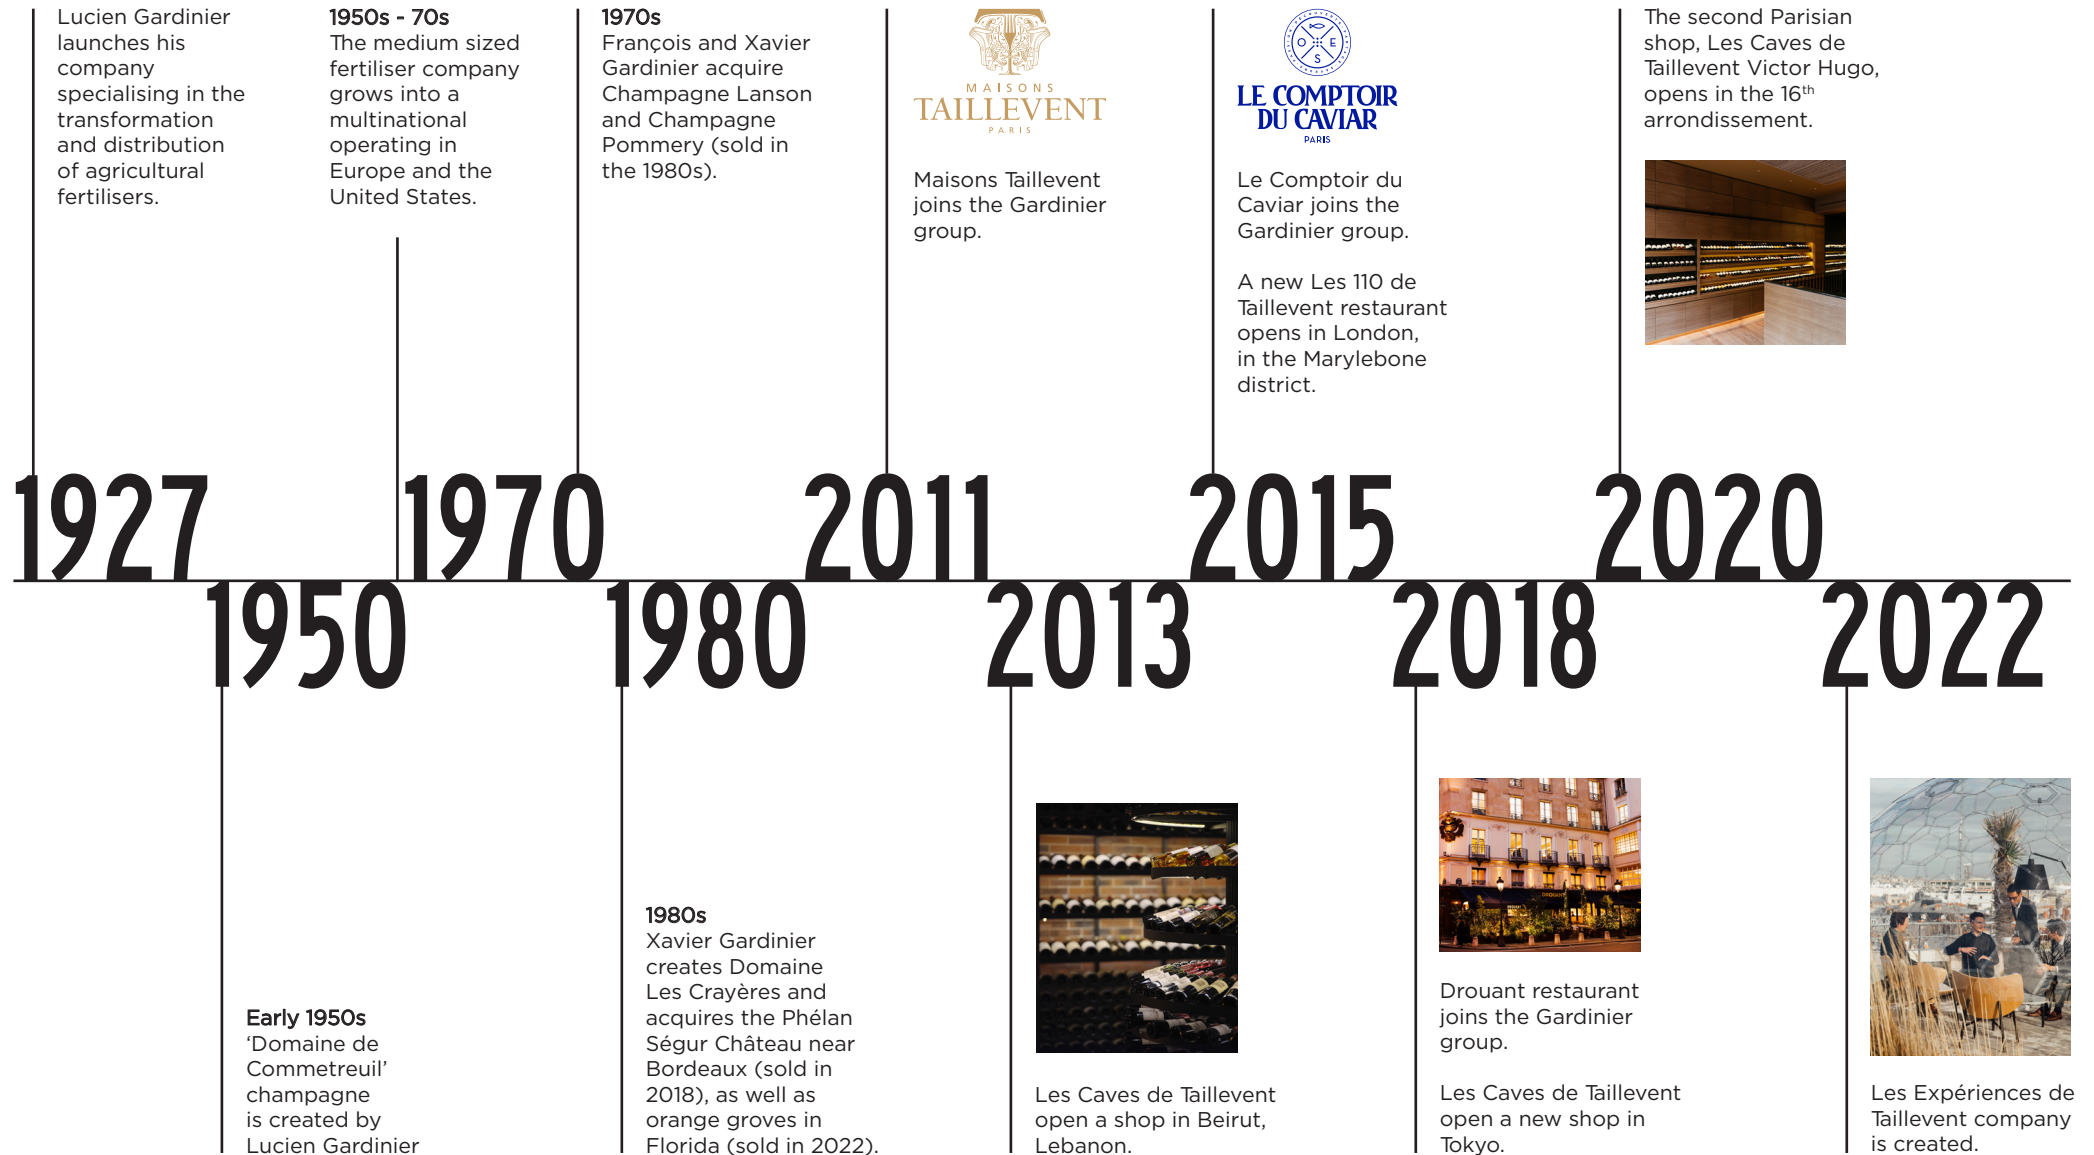 Lucien Gardinier
launches his
company
specialising in the
transformation
and distribution
of agricultural
fertilisers.
1950s - 70s
The medium sized
fertiliser company
grows into a
multinational
operating in
Europe and the
United States.
1970s
François and Xavier
Gardinier acquire
Champagne Lanson
and Champagne
Pommery (sold in
the 1980s).
MAISONS
TAILLEVENT
PARIS
Maisons Taillevent
joins the Gardinier
group.
O E
S
LE COMPTOIR
DU CAVIAR
PARIS
Le Comptoir du
Caviar joins the
Gardinier group.
A new Les 110 de
Taillevent restaurant
opens in London,
in the Marylebone
district.
The second Parisian
shop, Les Caves de
Taillevent Victor Hugo,
opens in the 16th
arrondissement.
1927
1970
2011
2015
2020
1950
1980
2013
2018
2022
Early 1950s
‘Domaine de
Commetreuil’
champagne
is created by
Lucien Gardinier
1980s
Xavier Gardinier
creates Domaine
Les Crayères and
acquires the Phélan
Ségur Château near
Bordeaux (sold in
2018), as well as
orange groves in
Florida (sold in 2022).
Les Caves de Taillevent
open a shop in Beirut,
Lebanon.
DROUANT
Drouant restaurant
joins the Gardinier
group.
Les Caves de Taillevent
open a new shop in
Tokyo.
Les Expériences de
Taillevent company
is created.